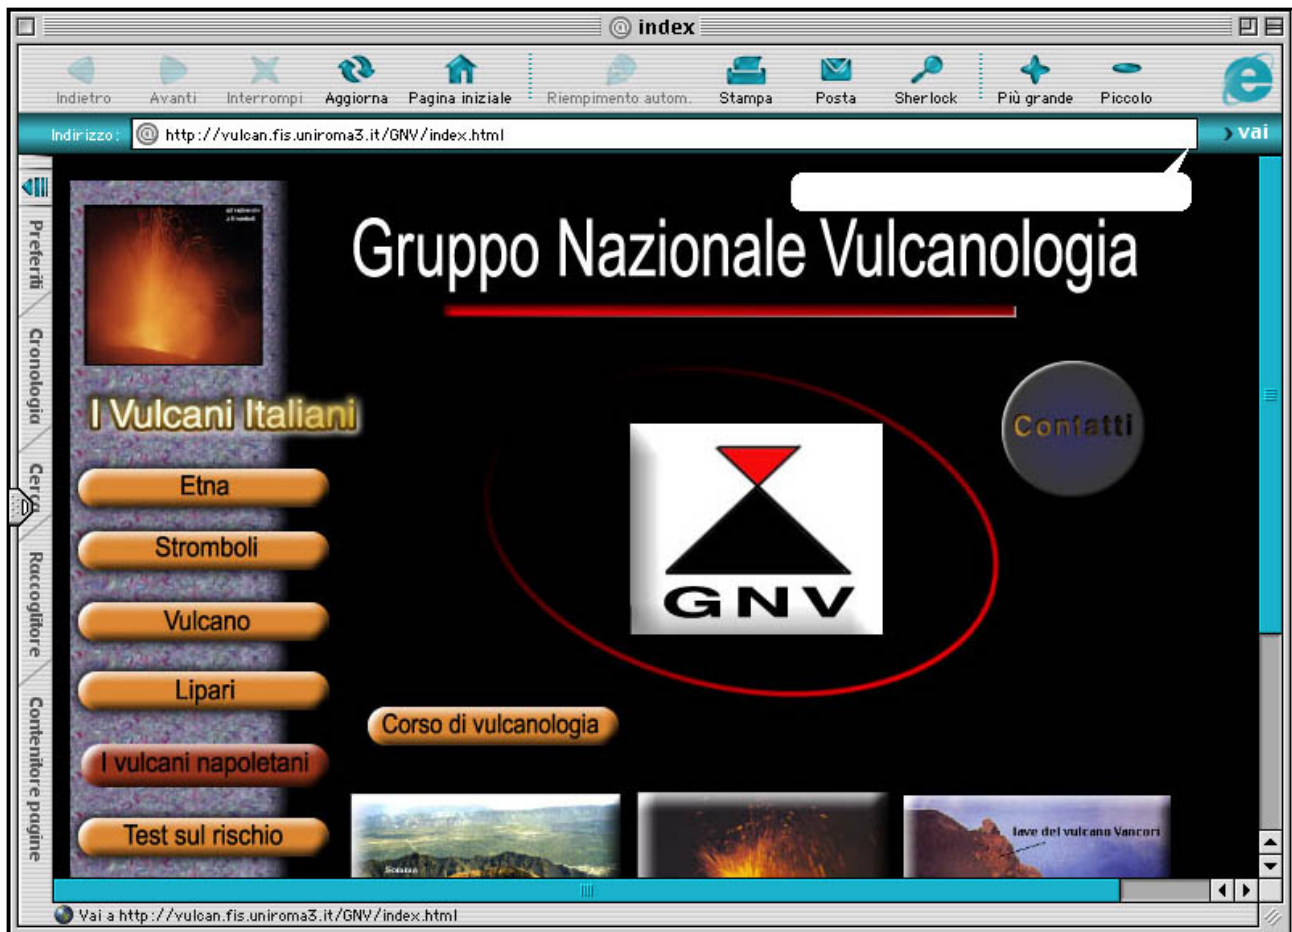 index
Indietro Avanti Interrompi Aggiorna Pagina iniziale Riempimento autom. Stampa Posta Sherlock Più grande Piccolo
Indirizzo: http://vulcan.fis.uniroma3.it/GNV/index.html vai
Preferiti
Cronologia
Cerca
Raccoglitore
Contenitore pagine
Gruppo Nazionale Vulcanologia
I Vulcani Italiani
Contatti
GNV
Etna
Stromboli
Vulcano
Lipari
I vulcani napoletani
Test sul rischio
Corso di vulcanologia
Somma
lave del vulcano Vancori
Vai a http://vulcan.fis.uniroma3.it/GNV/index.html